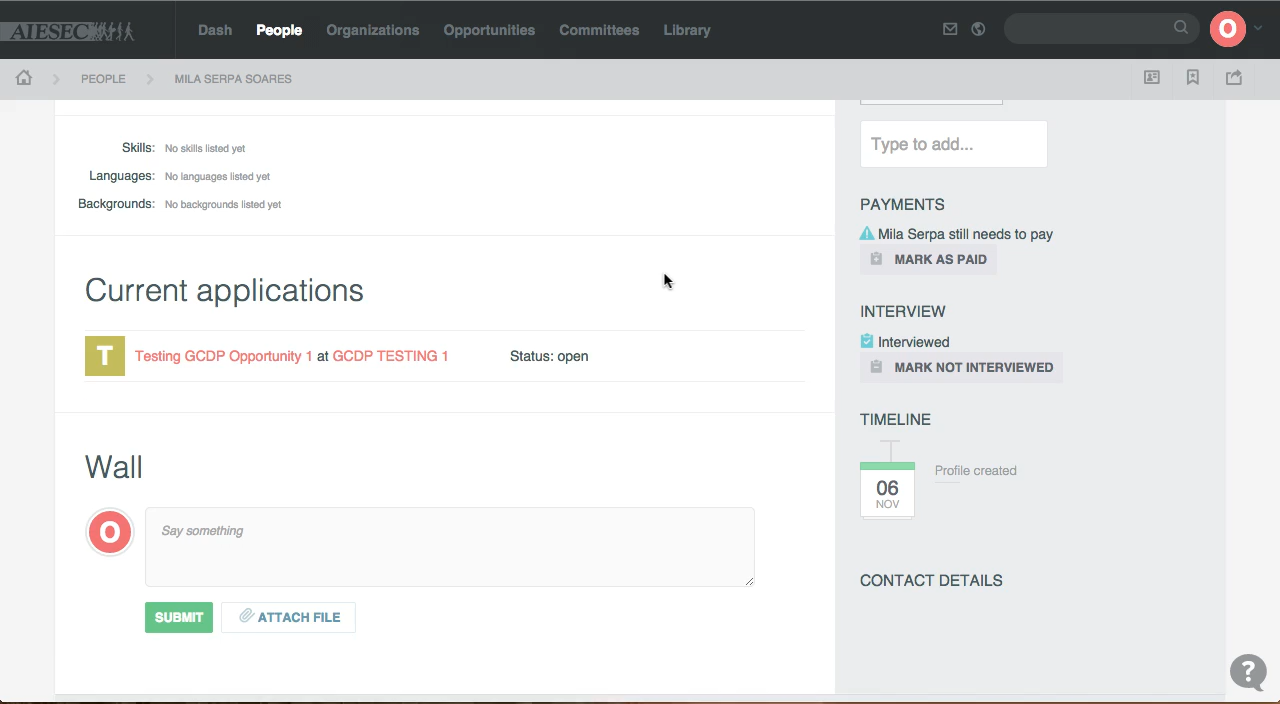 AIESEC
Dash People Organizations Opportunities Committees Library
O
PEOPLE MILA SERPA SOARES
Skills: No skills listed yet
Languages: No languages listed yet
Backgrounds: No backgrounds listed yet
Current applications
T Testing GCDP Opportunity 1 at GCDP TESTING 1 Status: open
Wall
O
Say something
SUBMIT
ATTACH FILE
Type to add...
PAYMENTS
Mila Serpa still needs to pay
MARK AS PAID
INTERVIEW
Interviewed
MARK NOT INTERVIEWED
TIMELINE
06
NOV
Profile created
CONTACT DETAILS
?